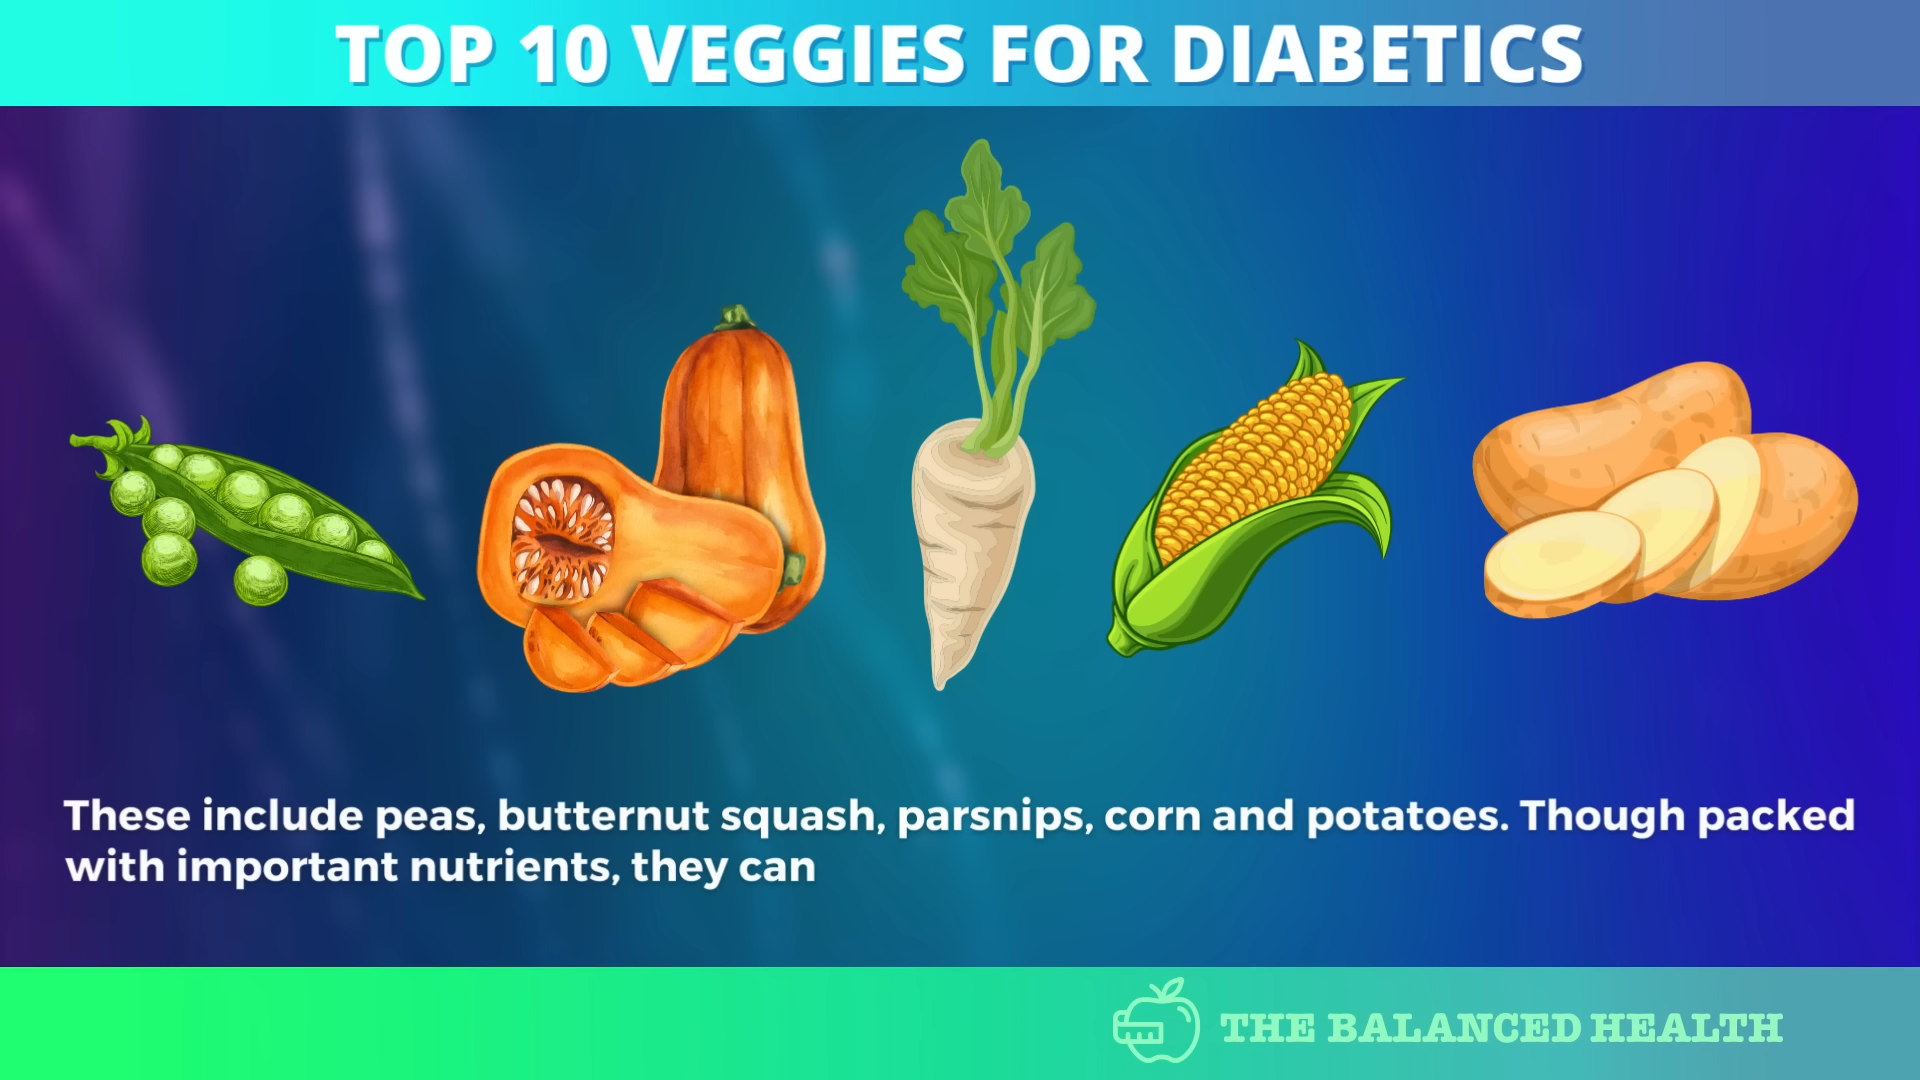 TOP 10 VEGGIES FOR DIABETICS
These include peas, butternut squash, parsnips, corn and potatoes. Though packed
with important nutrients, they can
THE BALANCED HEALTH